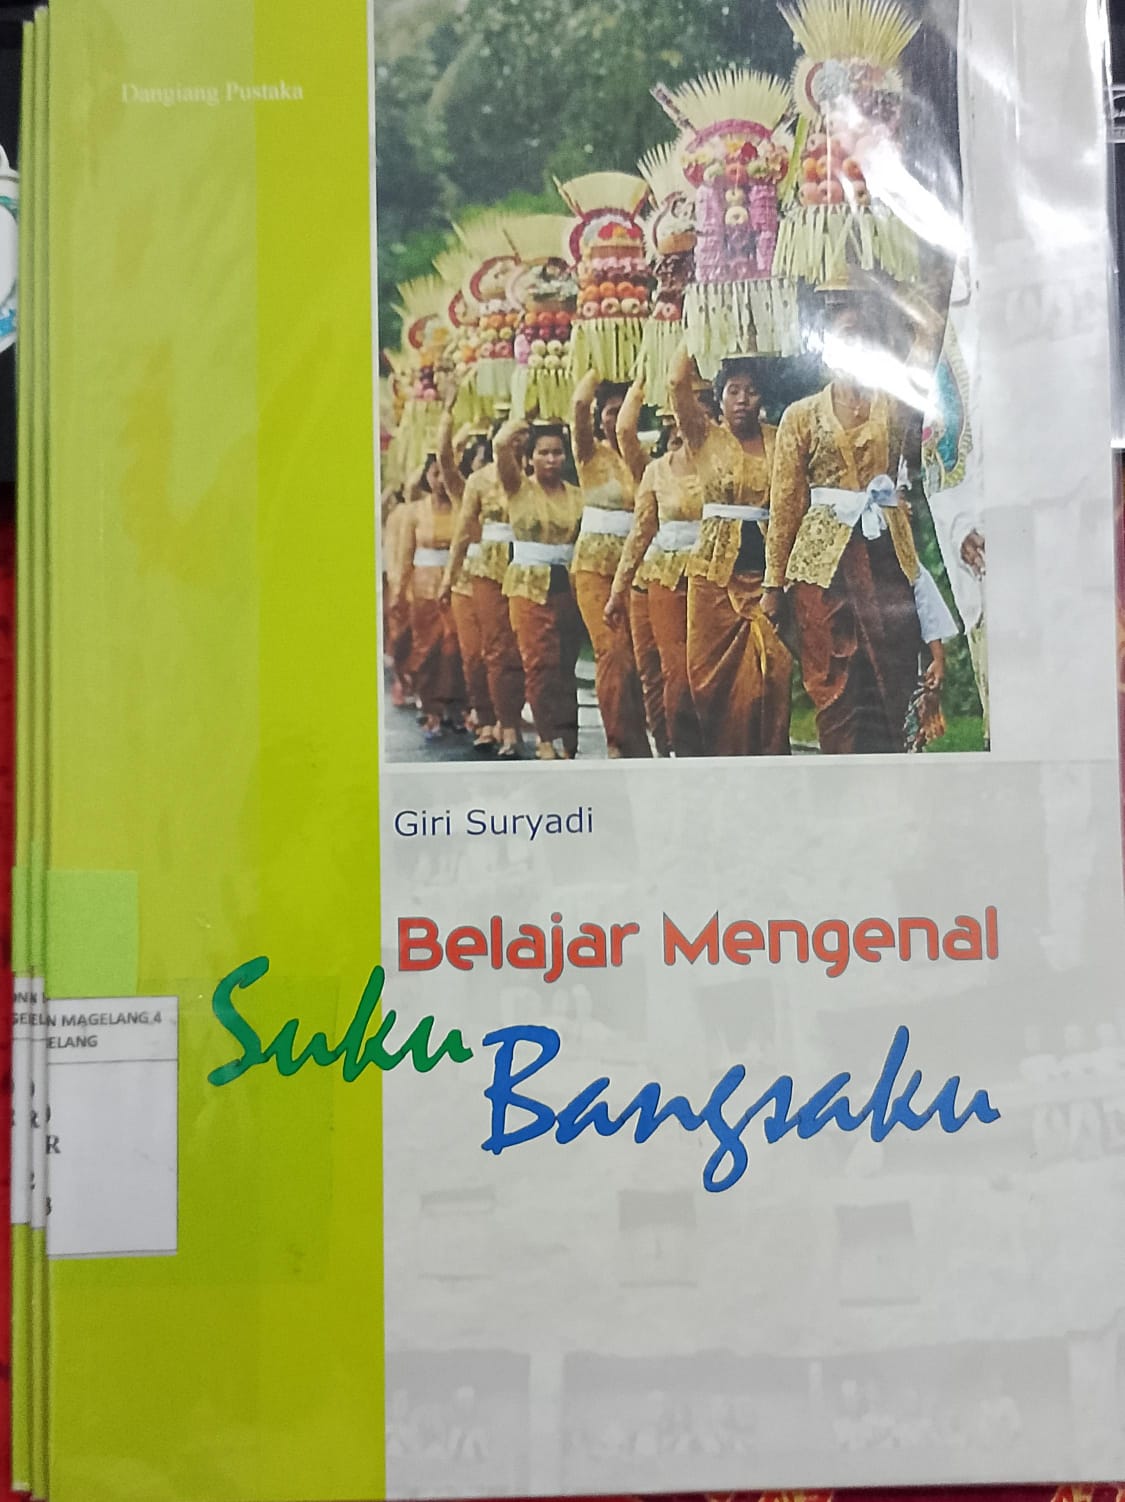 Dangiang Pustaka
Giri Suryadi
Belajar Mengenal
Suku
Bangsaku
N MAGELANG 4
ELANG
R